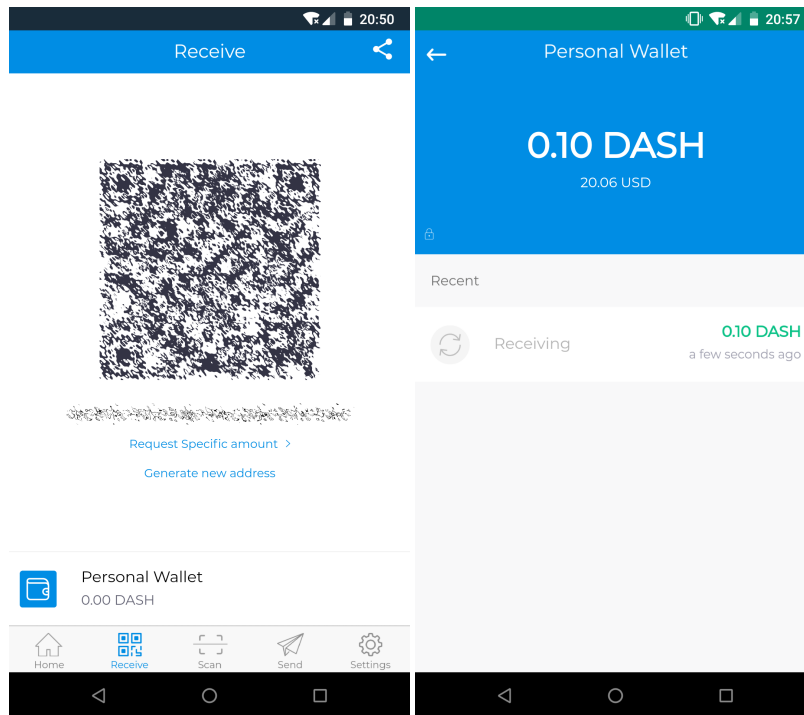 20:50
Receive
Request Specific amount >
Generate new address
Personal Wallet
0.00 DASH
Home
Receive
Scan
Send
Settings
20:57
Personal Wallet
0.10 DASH
20.06 USD
Recent
Receiving
0.10 DASH
a few seconds ago